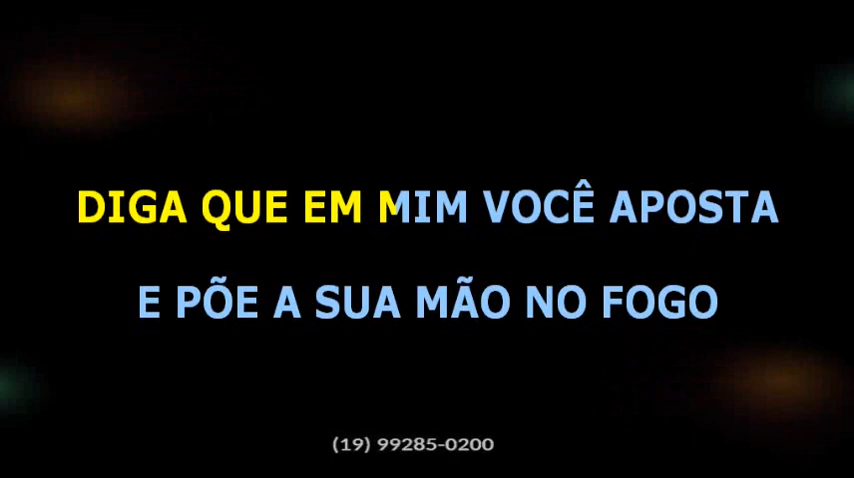 DIGA QUE EM MIM VOCÊ APOSTA
E PÕE A SUA MÃO NO FOGO
(19) 99285-0200